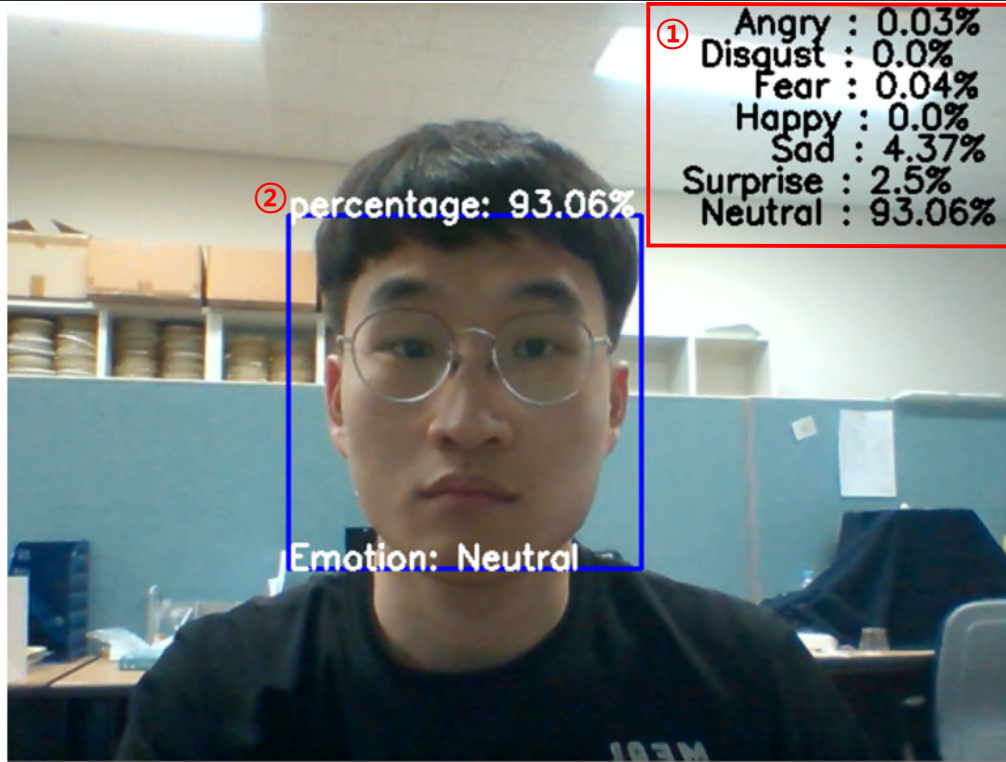 ①
Angry : 0.03%
Disgust : 0.0%
Fear : 0.04%
Happy : 0.0%
Sad : 4.37%
Surprise : 2.5%
Neutral : 93.06%
② percentage: 93.06%
Emotion: Neutral